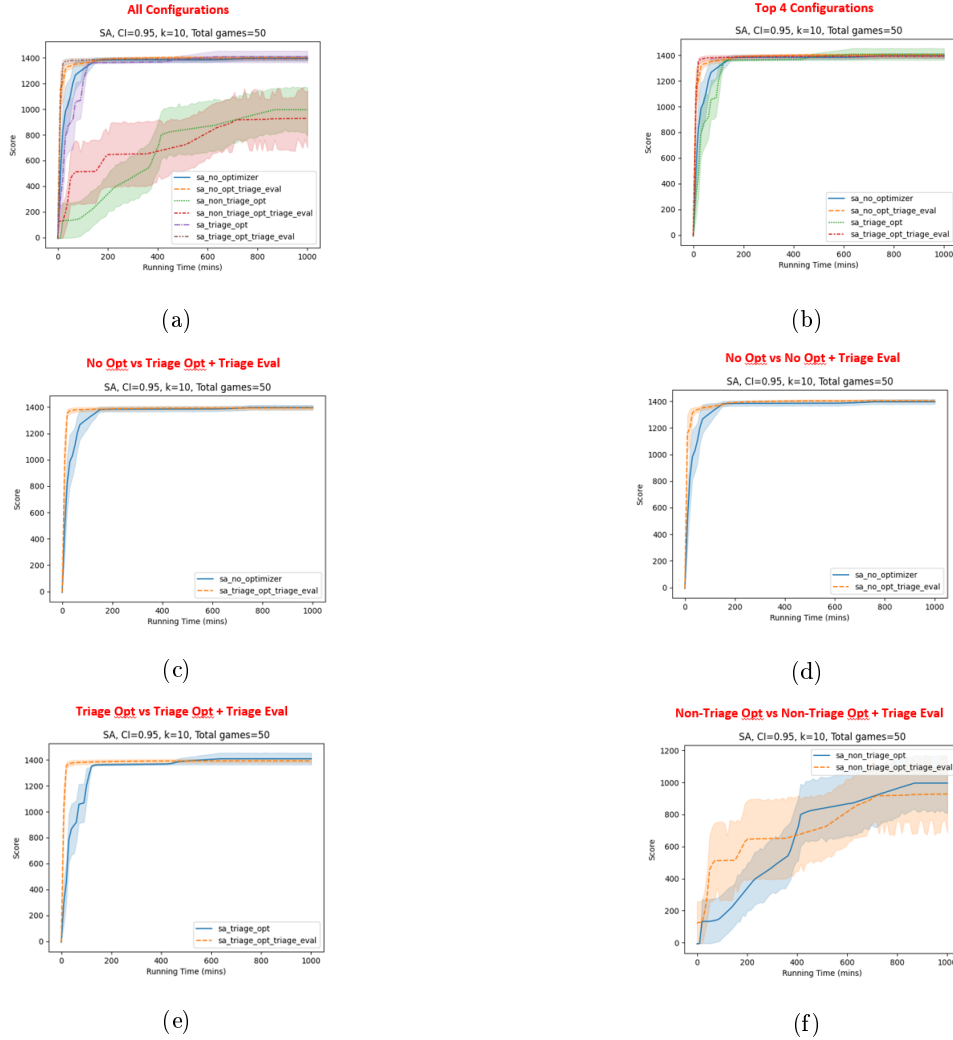 All Configurations
SA, CI=0.95, k=10, Total games=50
1400
1200
1000
800
600
400
200
0
Score
sa_no_optimizer
sa_no_opt_triage_eval
sa_non_triage_opt
sa_non_triage_opt_triage_eval
sa_triage_opt
sa_triage_opt_triage_eval
0 200 400 600 800 1000
Running Time (mins)
(a)
Top 4 Configurations
SA, CI=0.95, k=10, Total games=50
1400
1200
1000
800
600
400
200
0
Score
sa_no_optimizer
sa_no_opt_triage_eval
sa_triage_opt
sa_triage_opt_triage_eval
0 200 400 600 800 1000
Running Time (mins)
(b)
No Opt vs Triage Opt + Triage Eval
SA, CI=0.95, k=10, Total games=50
1400
1200
1000
800
600
400
200
0
Score
sa_no_optimizer
sa_triage_opt_triage_eval
0 200 400 600 800 1000
Running Time (mins)
(c)
No Opt vs No Opt + Triage Eval
SA, CI=0.95, k=10, Total games=50
1400
1200
1000
800
600
400
200
0
Score
sa_no_optimizer
sa_no_opt_triage_eval
0 200 400 600 800 1000
Running Time (mins)
(d)
Triage Opt vs Triage Opt + Triage Eval
SA, CI=0.95, k=10, Total games=50
1400
1200
1000
800
600
400
200
0
Score
sa_triage_opt
sa_triage_opt_triage_eval
0 200 400 600 800 1000
Running Time (mins)
(e)
Non-Triage Opt vs Non-Triage Opt + Triage Eval
SA, CI=0.95, k=10, Total games=50
1200
1000
800
600
400
200
0
Score
sa_non_triage_opt
sa_non_triage_opt_triage_eval
0 200 400 600 800 1000
Running Time (mins)
(f)